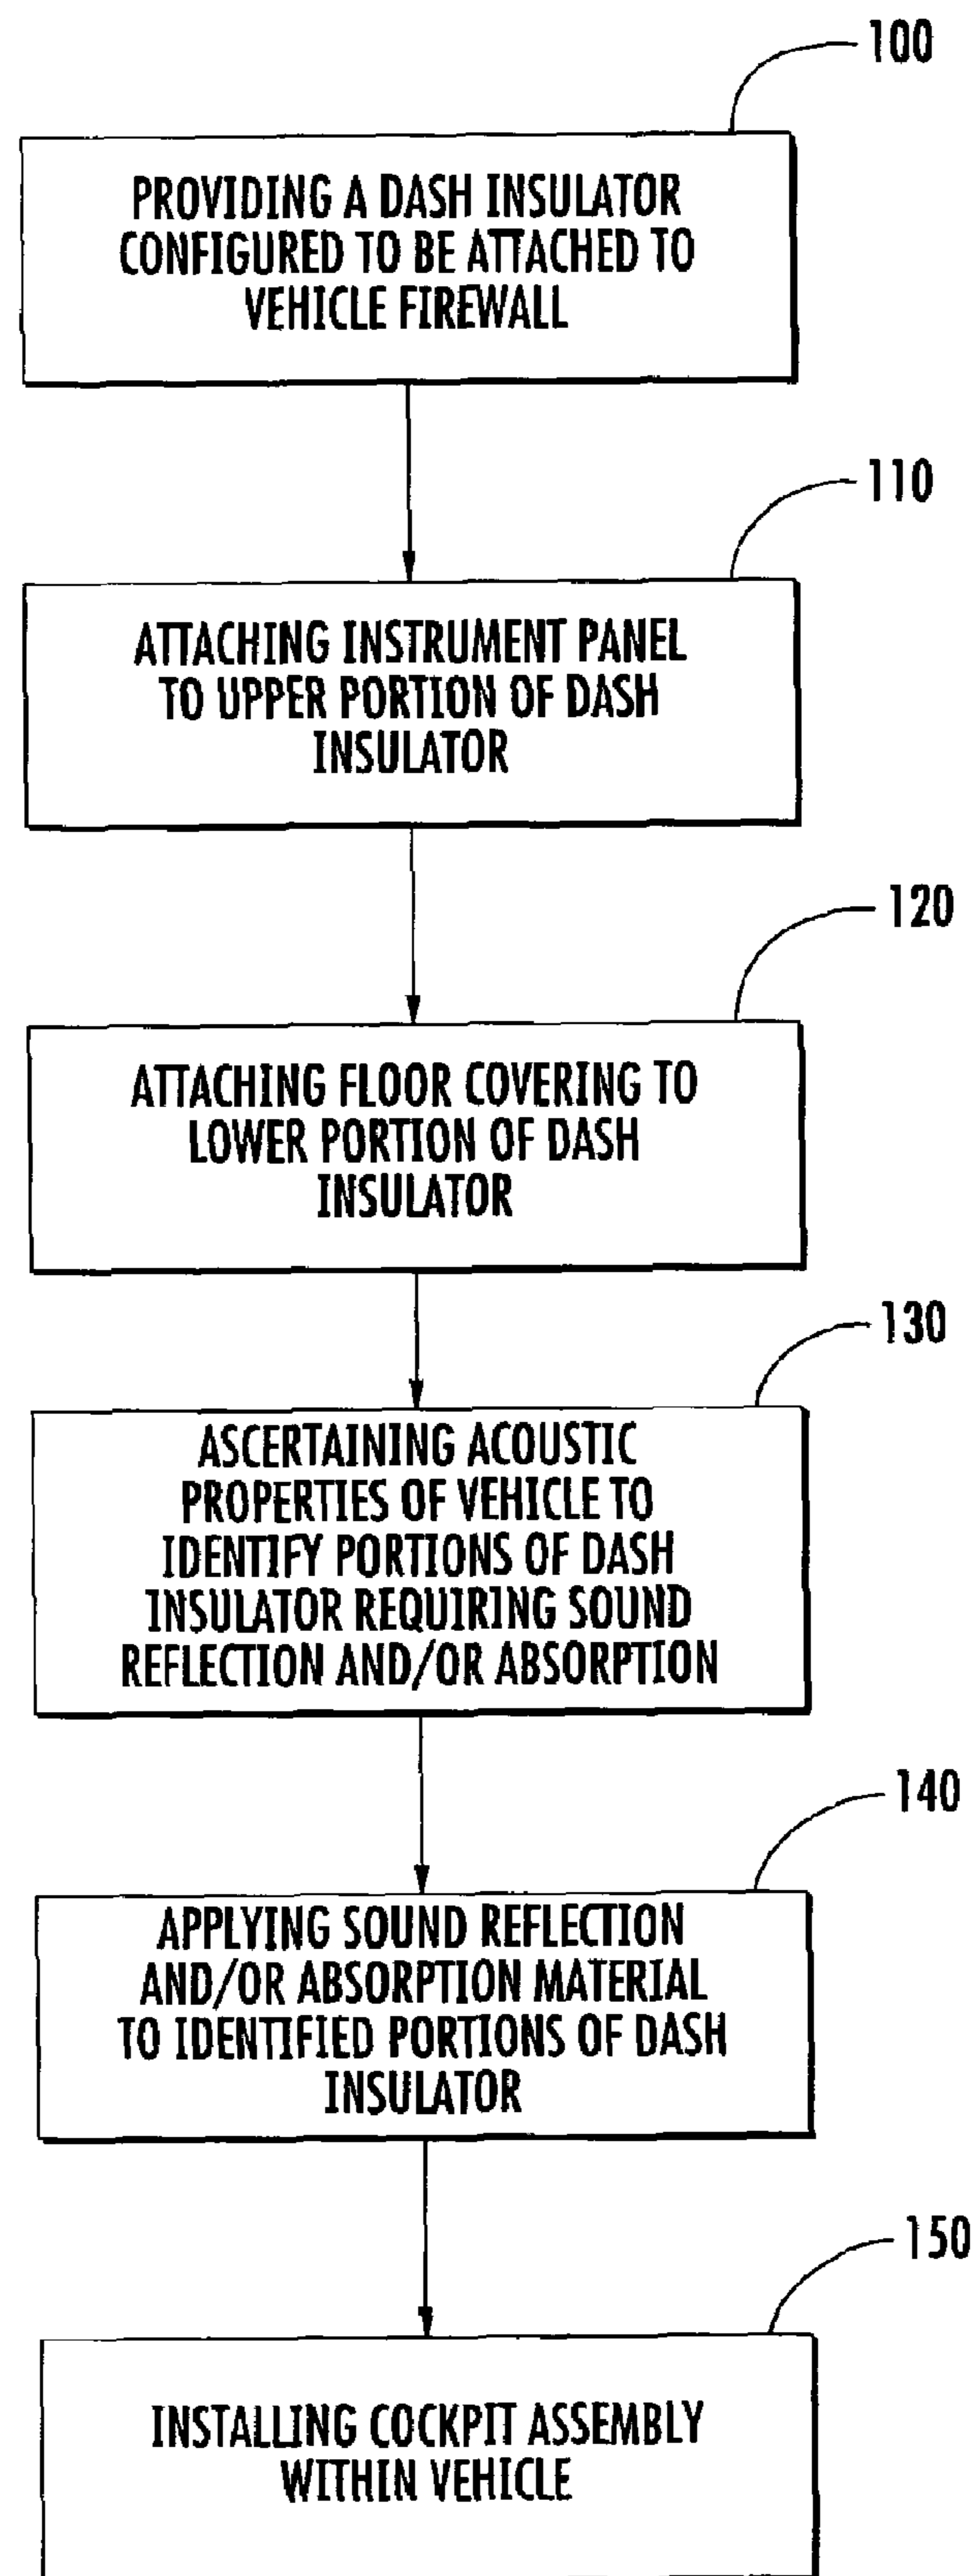 100
PROVIDING A DASH INSULATOR
CONFIGURED TO BE ATTACHED TO
VEHICLE FIREWALL
110
ATTACHING INSTRUMENT PANEL
TO UPPER PORTION OF DASH
INSULATOR
120
ATTACHING FLOOR COVERING TO
LOWER PORTION OF DASH
INSULATOR
130
ASCERTAINING ACOUSTIC
PROPERTIES OF VEHICLE TO
IDENTIFY PORTIONS OF DASH
INSULATOR REQUIRING SOUND
REFLECTION AND/OR ABSORPTION
140
APPLYING SOUND REFLECTION
AND/OR ABSORPTION MATERIAL
TO IDENTIFIED PORTIONS OF DASH
INSULATOR
150
INSTALLING COCKPIT ASSEMBLY
WITHIN VEHICLE